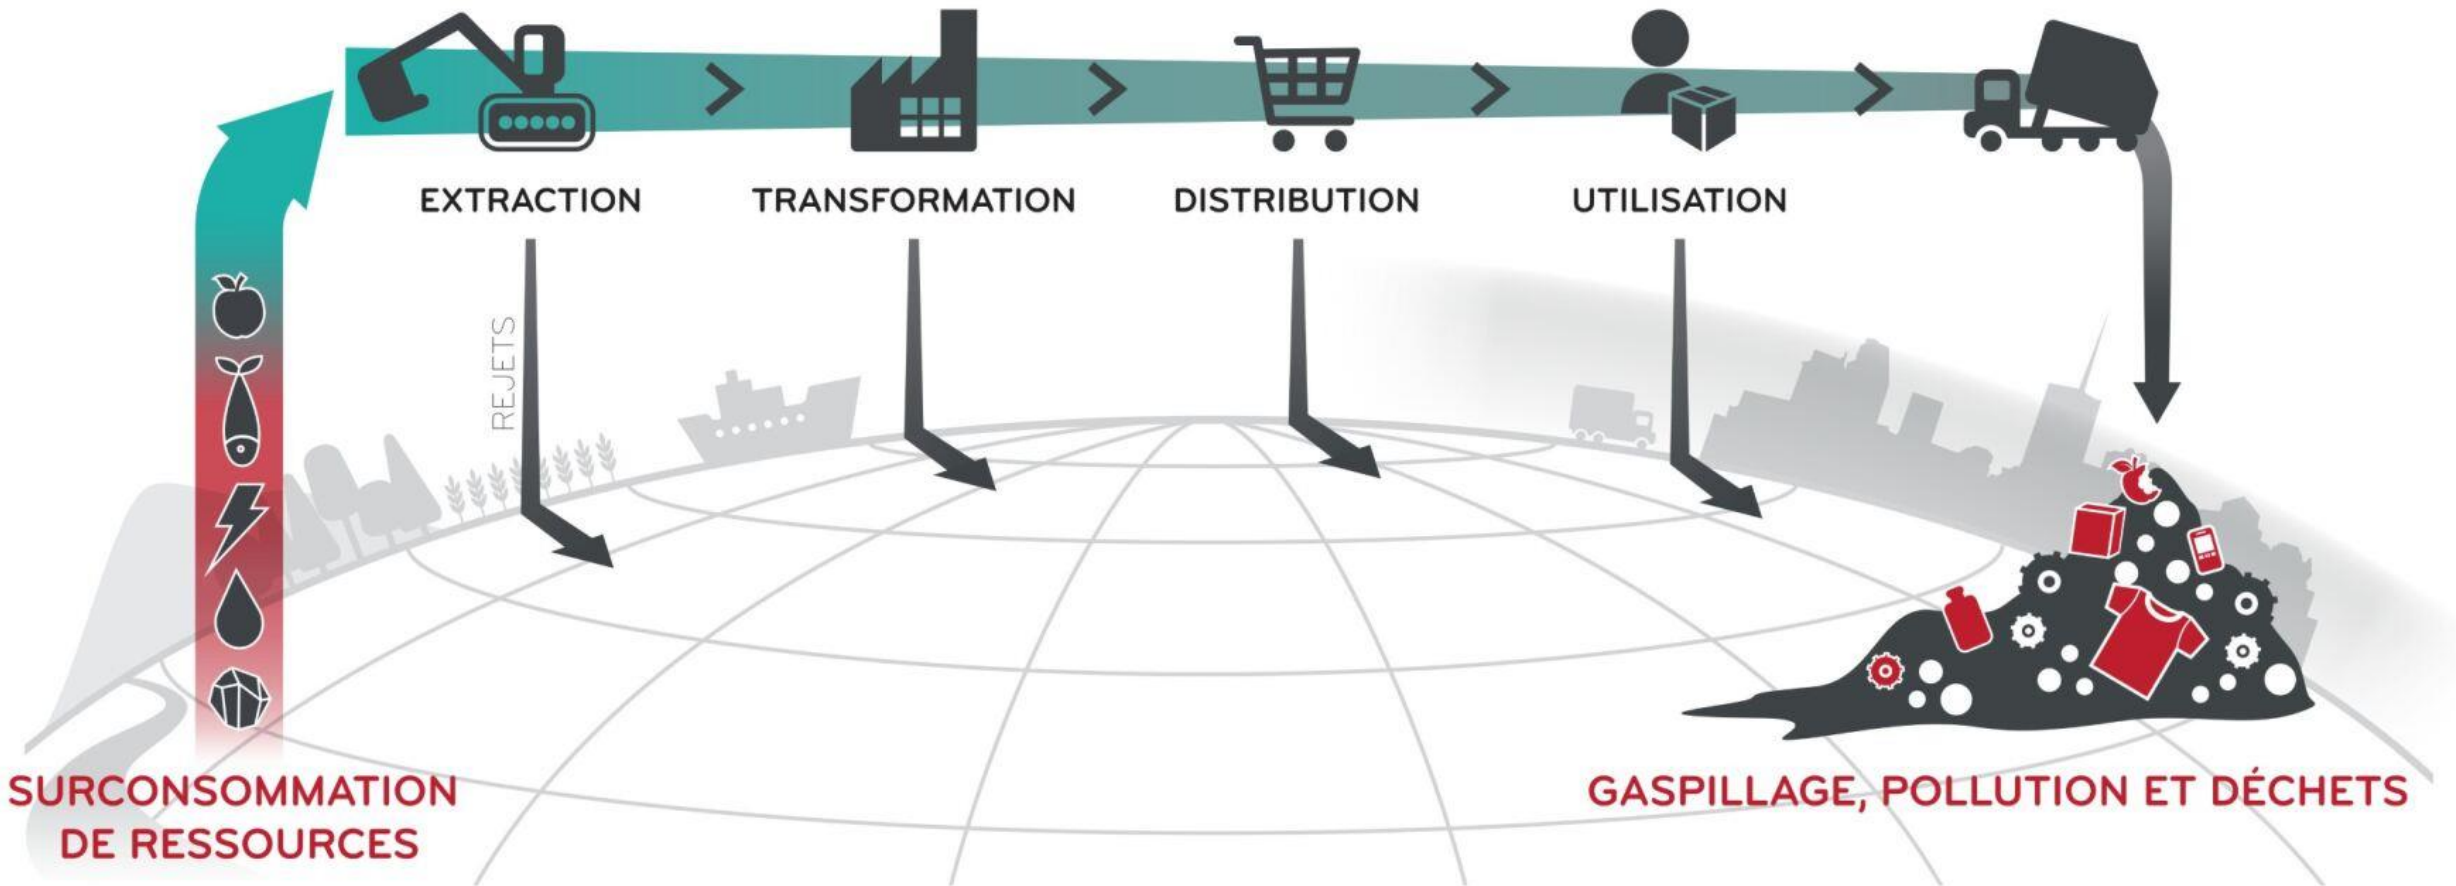 EXTRACTION
TRANSFORMATION
DISTRIBUTION
UTILISATION
REJETS
SURCONSOMMATION
DE RESSOURCES
GASPILLAGE, POLLUTION ET DÉCHETS